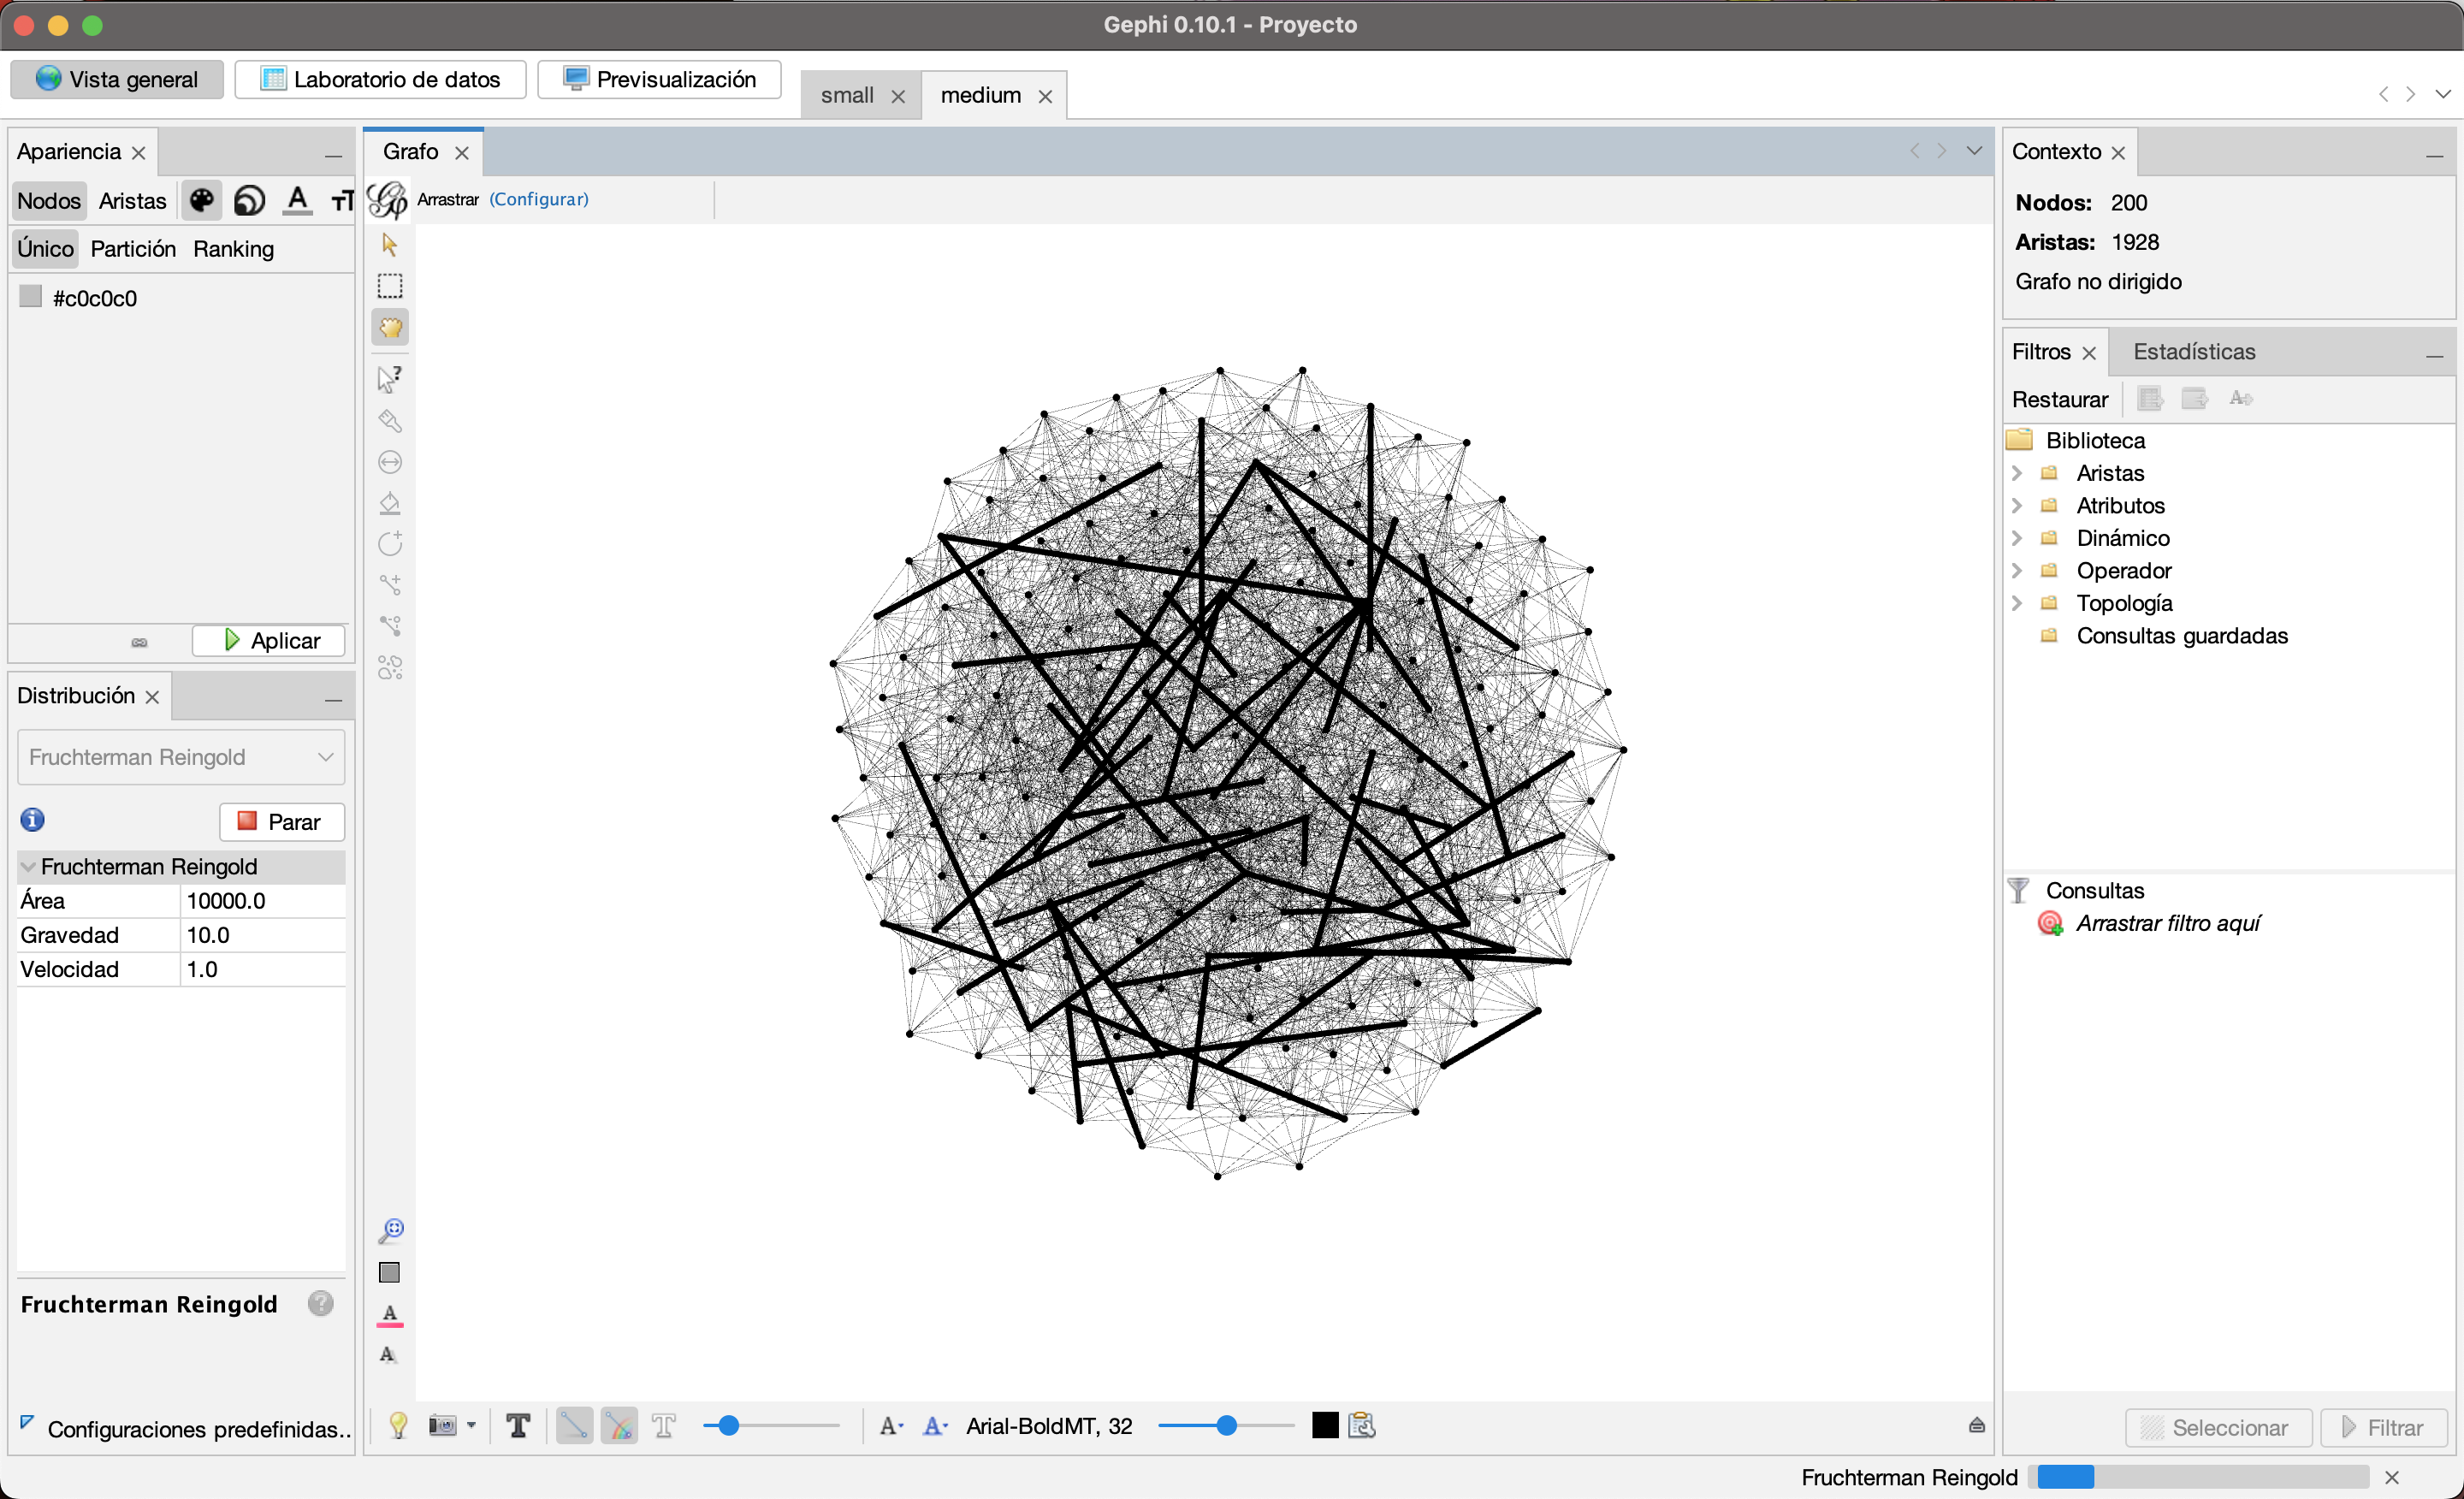 Gephi 0.10.1 - Proyecto
Vista general
Laboratorio de datos
Previsualización
small
medium
Apariencia
Nodos
Aristas
Único
Partición
Ranking
#c0c0c0
Aplicar
Distribución
Fruchterman Reingold
Parar
Fruchterman Reingold
Área 10000.0
Gravedad 10.0
Velocidad 1.0
Fruchterman Reingold
Configuraciones predefinidas..
Grafo
Arrastrar (Configurar)
Arial-BoldMT, 32
Contexto
Nodos: 200
Aristas: 1928
Grafo no dirigido
Filtros
Estadísticas
Restaurar
Biblioteca
Aristas
Atributos
Dinámico
Operador
Topología
Consultas guardadas
Consultas
Arrastrar filtro aquí
Seleccionar
Filtrar
Fruchterman Reingold